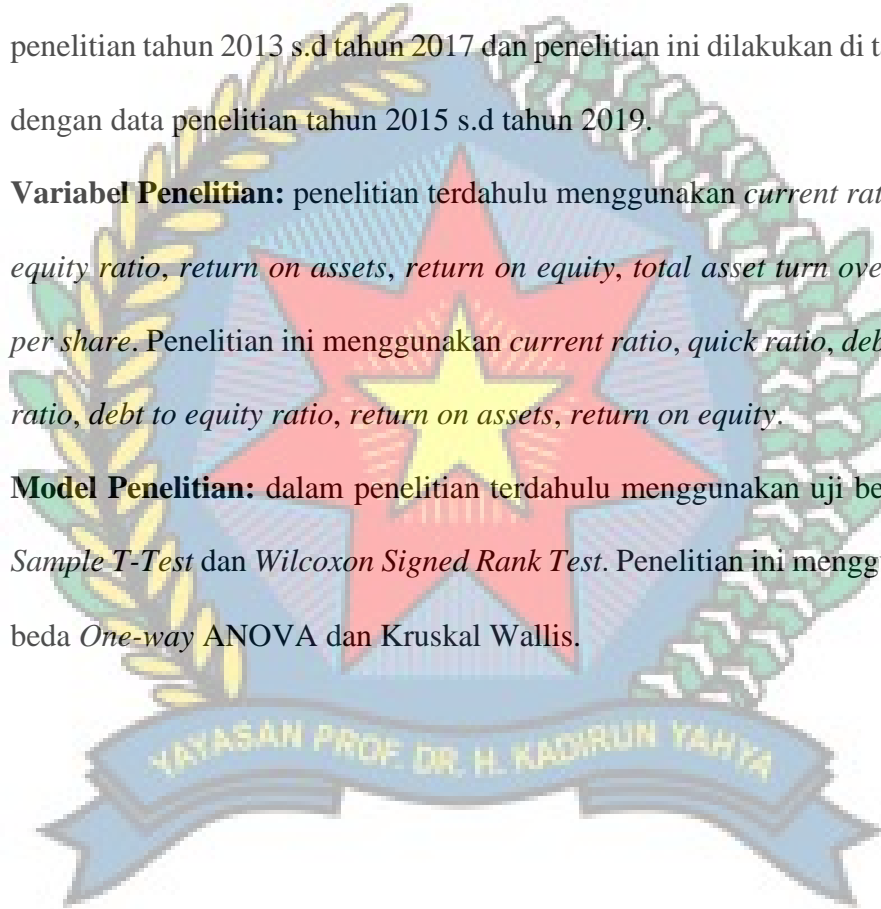 penelitian tahun 2013 s.d tahun 2017 dan penelitian ini dilakukan di t
dengan data penelitian tahun 2015 s.d tahun 2019.
Variabel Penelitian: penelitian terdahulu menggunakan current rat
equity ratio, return on assets, return on equity, total asset turn ove
per share. Penelitian ini menggunakan current ratio, quick ratio, deb
ratio, debt to equity ratio, return on assets, return on equity.
Model Penelitian: dalam penelitian terdahulu menggunakan uji be
Sample T-Test dan Wilcoxon Signed Rank Test. Penelitian ini mengg
beda One-way ANOVA dan Kruskal Wallis.
YAYASAN PROF. DR. H. KADIRUN YAHYA